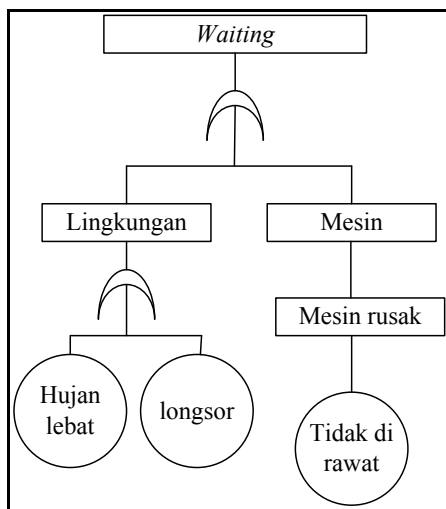 Waiting
Lingkungan
Mesin
Mesin rusak
Hujan
lebat
longsor
Tidak di
rawat